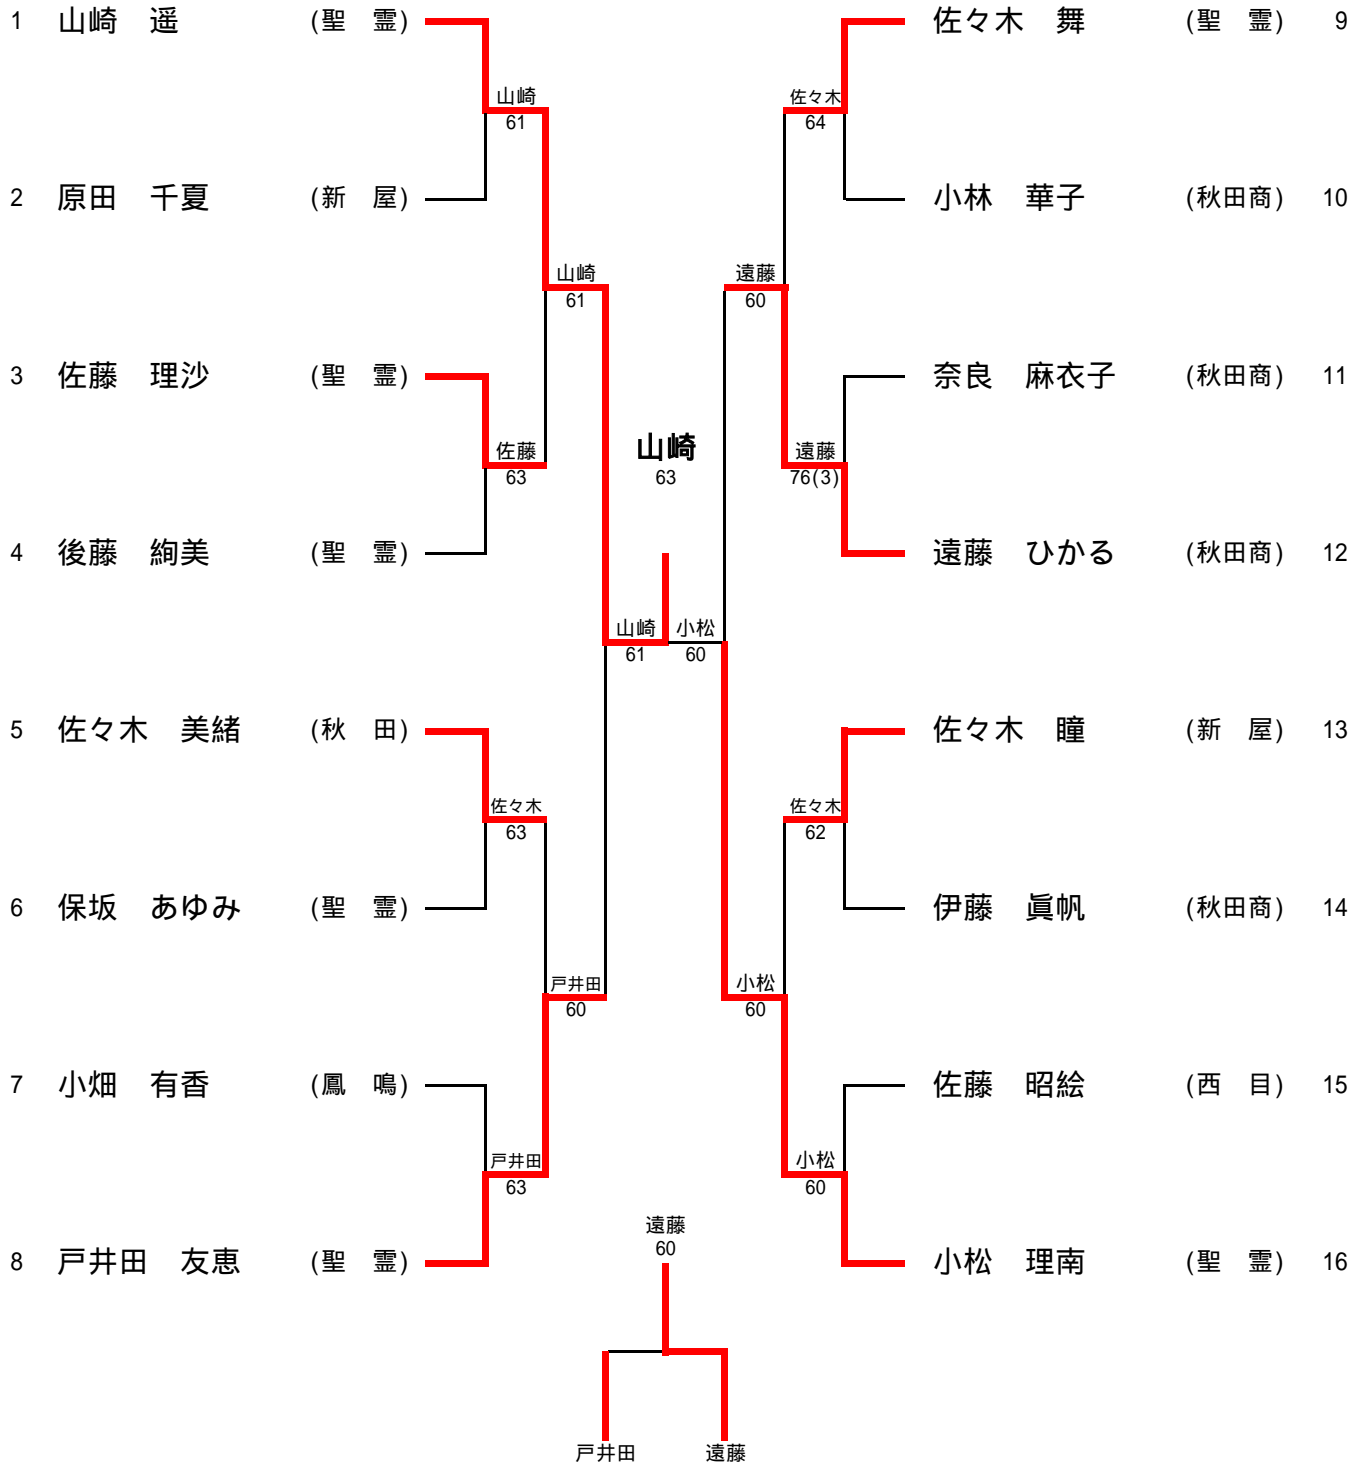 1 山崎　遥 (聖　霊) 佐々木　舞 (聖　霊) 9
山崎 佐々木
61 64
2 原田　千夏 (新　屋) 小林　華子 (秋田商) 10
山崎 遠藤
61 60
3 佐藤　理沙 (聖　霊) 奈良　麻衣子 (秋田商) 11
佐藤 山崎 遠藤
63 63 76(3)
4 後藤　絢美 (聖　霊) 遠藤　ひかる (秋田商) 12
山崎 小松
61 60
5 佐々木　美緒 (秋　田) 佐々木　瞳 (新　屋) 13
佐々木 佐々木
63 62
6 保坂　あゆみ (聖　霊) 伊藤　眞帆 (秋田商) 14
戸井田 小松
60 60
7 小畑　有香 (鳳　鳴) 佐藤　昭絵 (西　目) 15
戸井田 小松
63 60
遠藤
60
8 戸井田　友恵 (聖　霊) 小松　理南 (聖　霊) 16
戸井田 遠藤